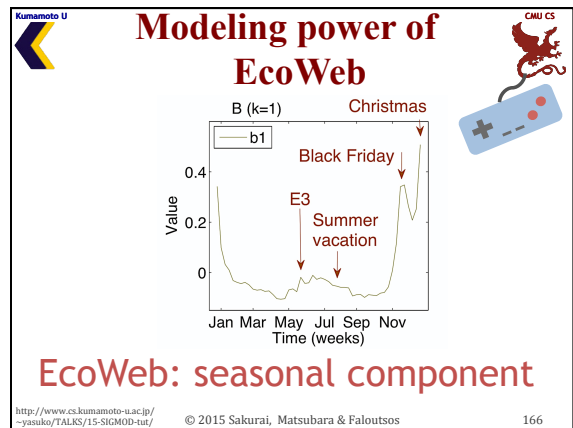 Kumamoto U
CMU CS
Modeling power of
EcoWeb
B (k=1)
Christmas
b1
Black Friday
E3
Summer
vacation
0.4
0.2
0
Value
Jan Mar May Jul Sep Nov
Time (weeks)
EcoWeb: seasonal component
http://www.cs.kumamoto-u.ac.jp/
~yasuko/TALKS/15-SIGMOD-tut/
© 2015 Sakurai, Matsubara & Faloutsos
166